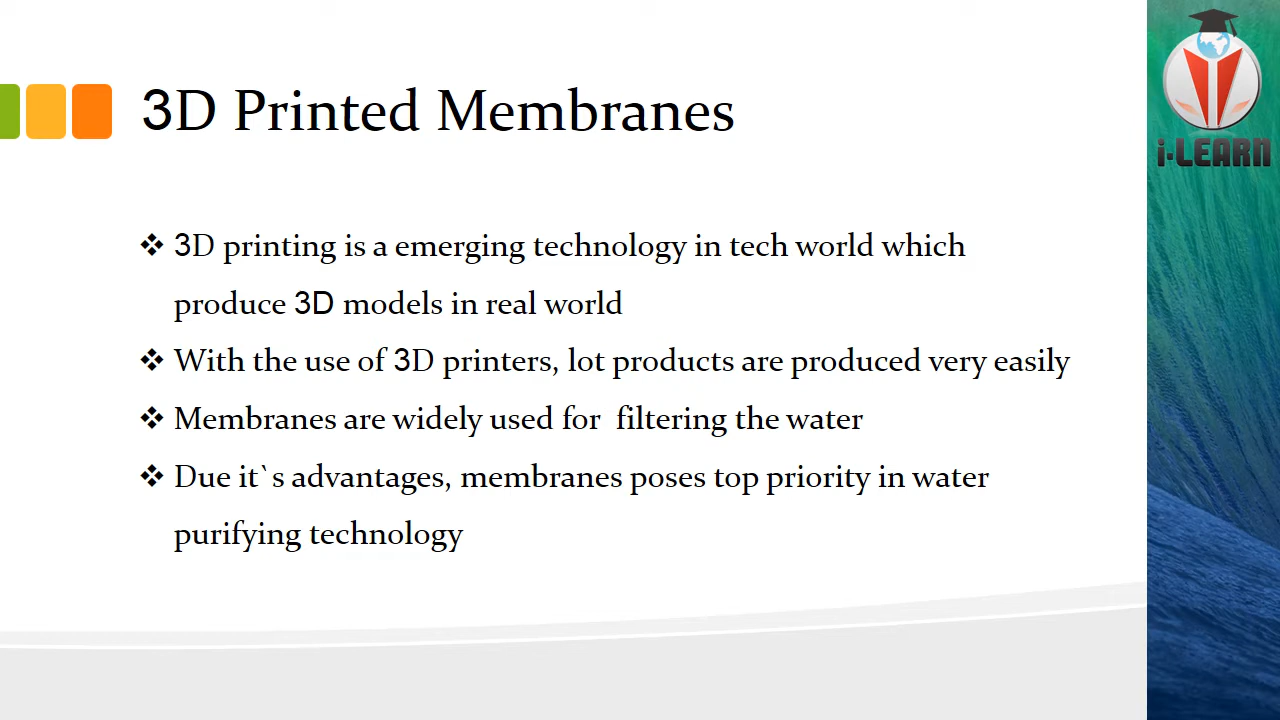 3D Printed Membranes
i-LEARN
❖ 3D printing is a emerging technology in tech world which
produce 3D models in real world
❖ With the use of 3D printers, lot products are produced very easily
❖ Membranes are widely used for  filtering the water
❖ Due it`s advantages, membranes poses top priority in water
purifying technology